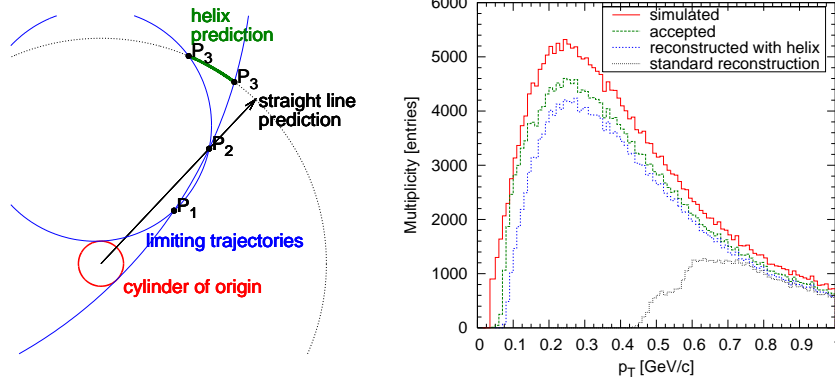 helix
prediction
P3
P3
straight line
prediction
P2
P1
limiting trajectories
cylinder of origin
simulated
accepted
reconstructed with helix
standard reconstruction
Multiplicity [entries]
6000
5000
4000
3000
2000
1000
0
0 0.1 0.2 0.3 0.4 0.5 0.6 0.7 0.8 0.9 1
pT [GeV/c]